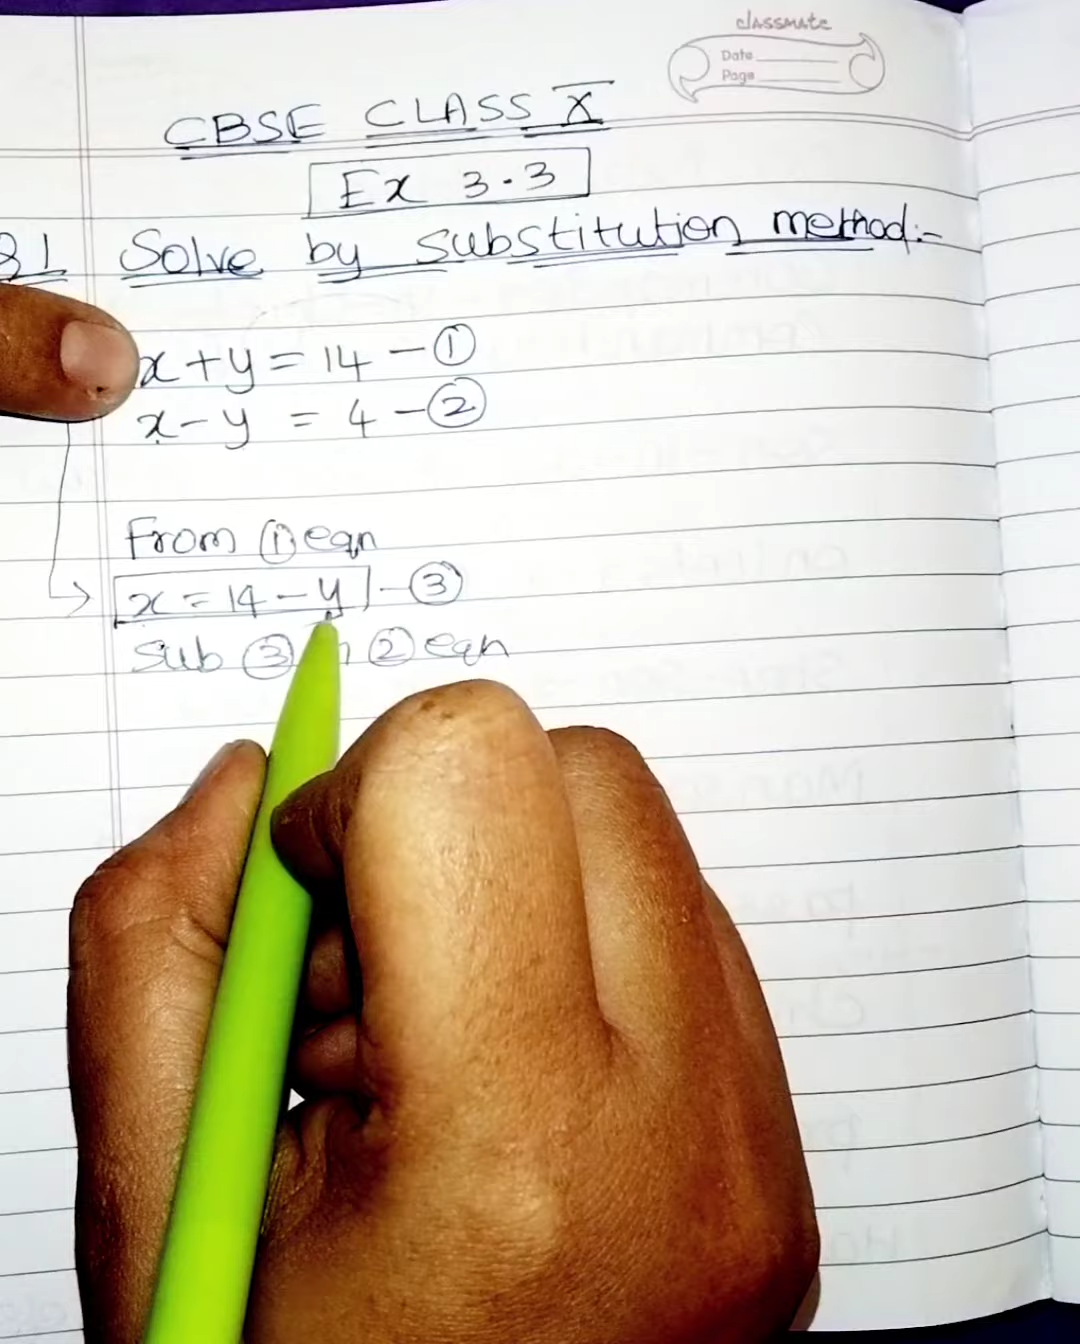 classmate
Date
Page
CBSE CLASS X
Ex 3.3
Q1 Solve by substitution method:-
x+y=14 -①
x-y = 4 -②
From ① eqn
x=14-y -③
Sub ③ ② eqn